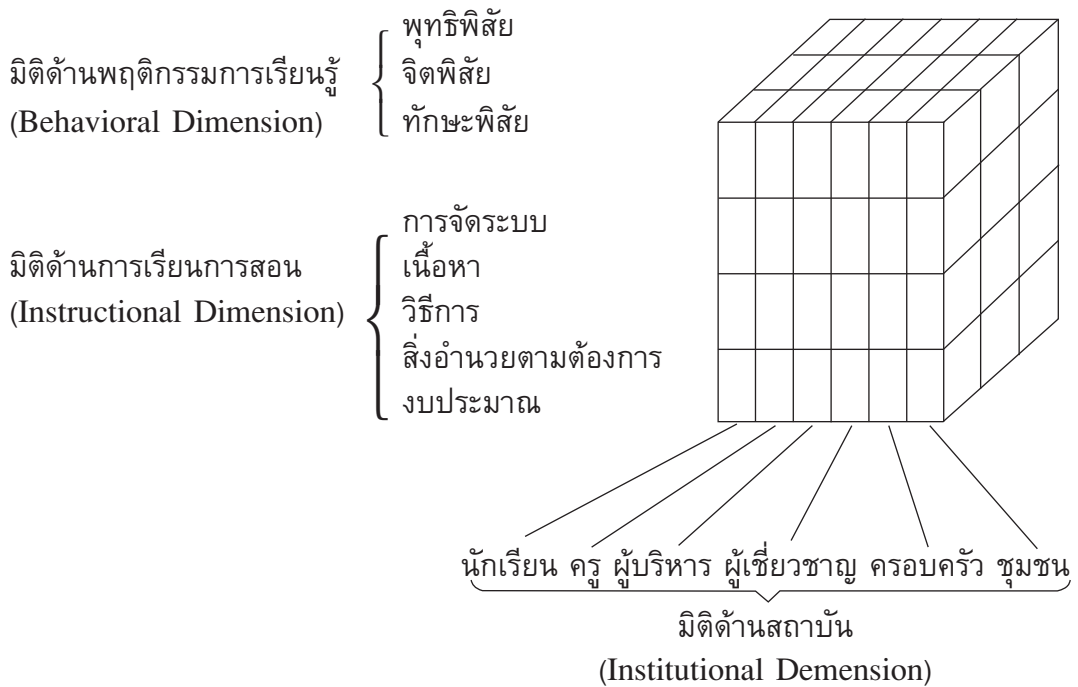 พุทธิพิสัย
มิติด้านพฤติกรรมการเรียนรู้
จิตพิสัย
(Behavioral Dimension)
ทักษะพิสัย
การจัดระบบ
มิติด้านการเรียนการสอน
เนื้อหา
(Instructional Dimension)
วิธีการ
สิ่งอำนวยตามต้องการ
งบประมาณ
นักเรียน ครู ผู้บริหาร ผู้เชี่ยวชาญ ครอบครัว ชุมชน
มิติด้านสถาบัน
(Institutional Demension)